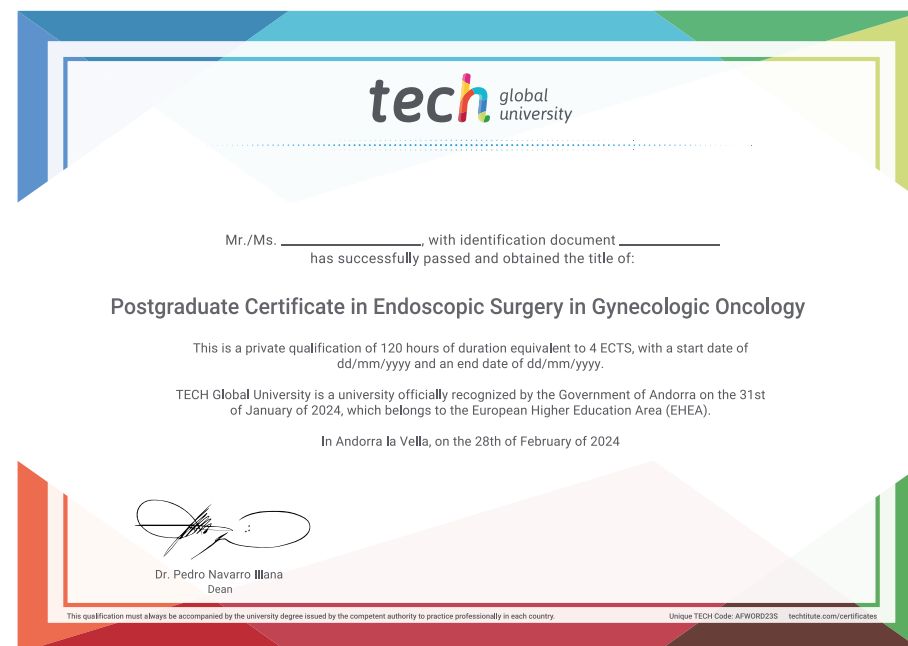 tech global
university
Mr./Ms. ____________________, with identification document ______________
has successfully passed and obtained the title of:
Postgraduate Certificate in Endoscopic Surgery in Gynecologic Oncology
This is a private qualification of 120 hours of duration equivalent to 4 ECTS, with a start date of
dd/mm/yyyy and an end date of dd/mm/yyyy.
TECH Global University is a university officially recognized by the Government of Andorra on the 31st
of January of 2024, which belongs to the European Higher Education Area (EHEA).
In Andorra la Vella, on the 28th of February of 2024
Dr. Pedro Navarro Illana
Dean
This qualification must always be accompanied by the university degree issued by the competent authority to practice professionally in each country.
Unique TECH Code: AFWORD23S techtitute.com/certificates